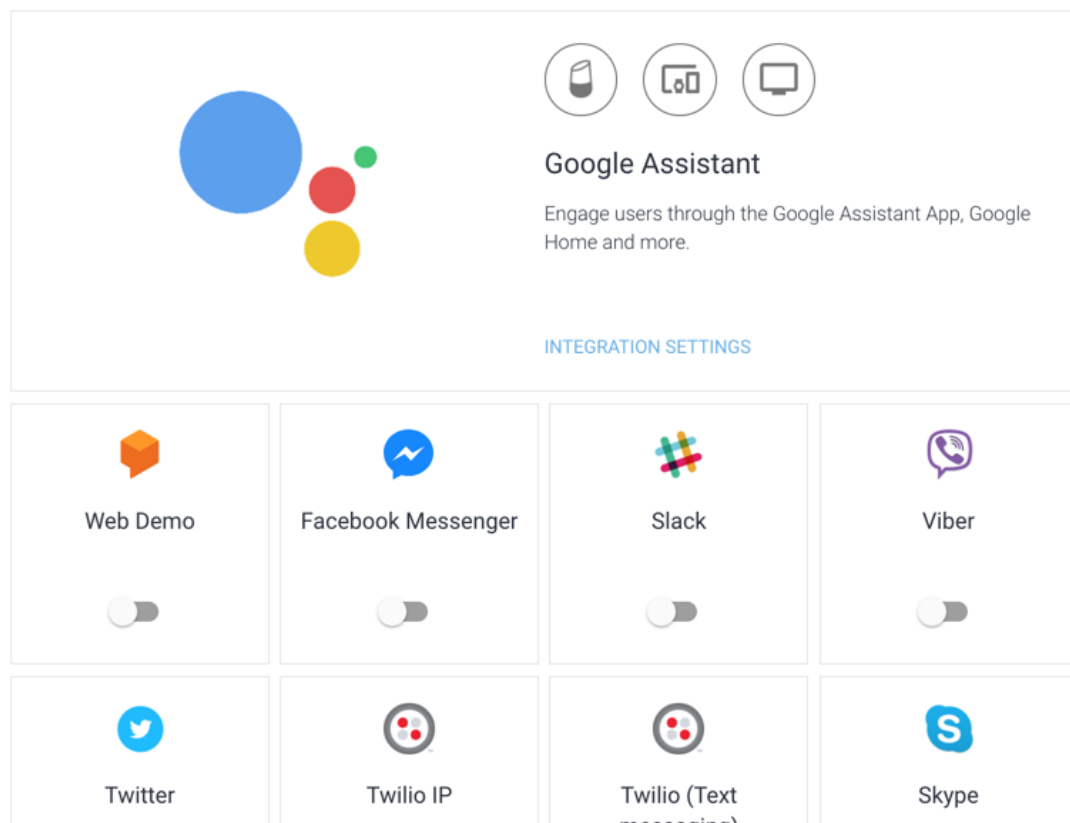 Google Assistant
Engage users through the Google Assistant App, Google
Home and more.
INTEGRATION SETTINGS
Web Demo
Facebook Messenger
Slack
Viber
Twitter
Twilio IP
Twilio (Text
messaging)
Skype